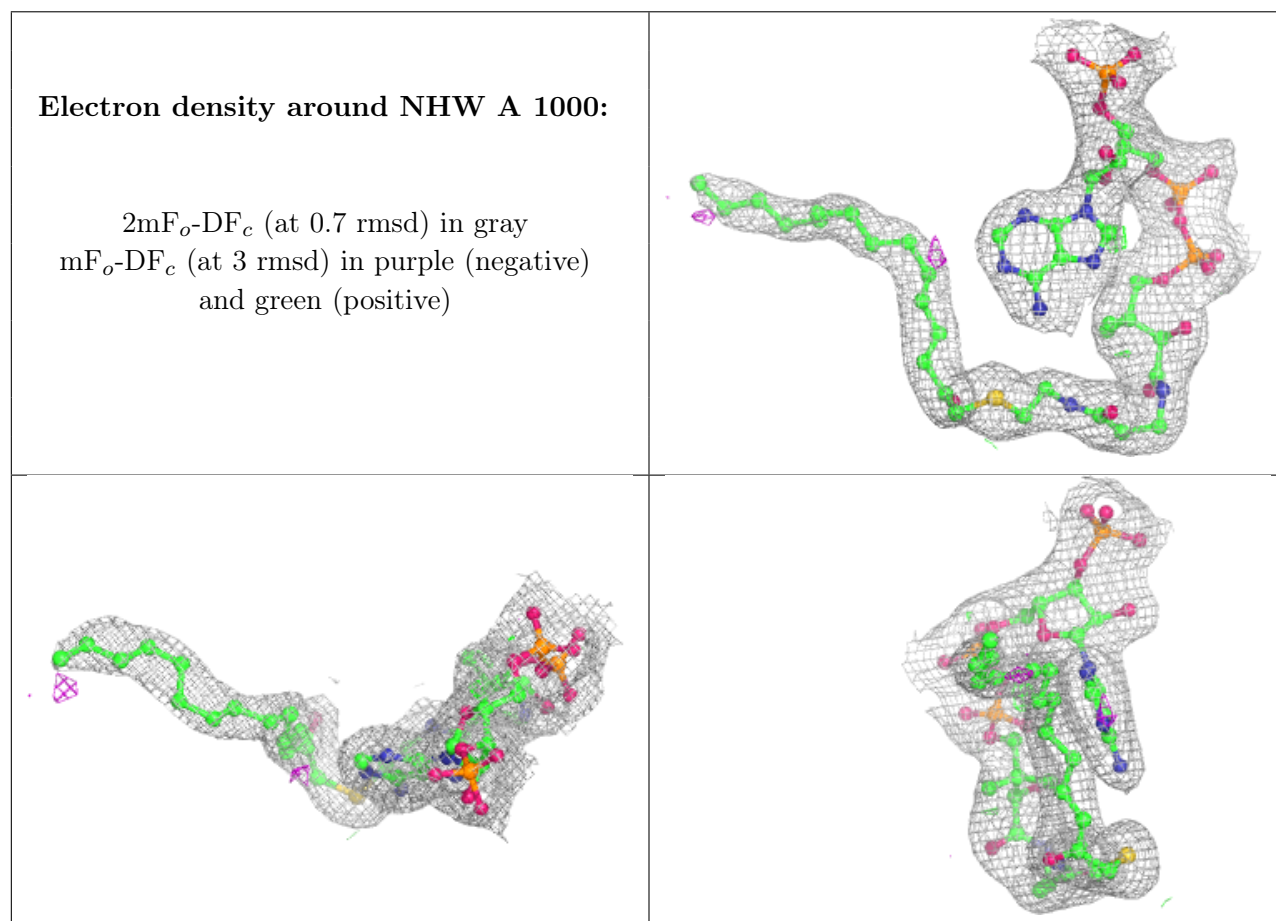 Electron density around NHW A 1000:
2mFo-DFc (at 0.7 rmsd) in gray
mFo-DFc (at 3 rmsd) in purple (negative)
and green (positive)